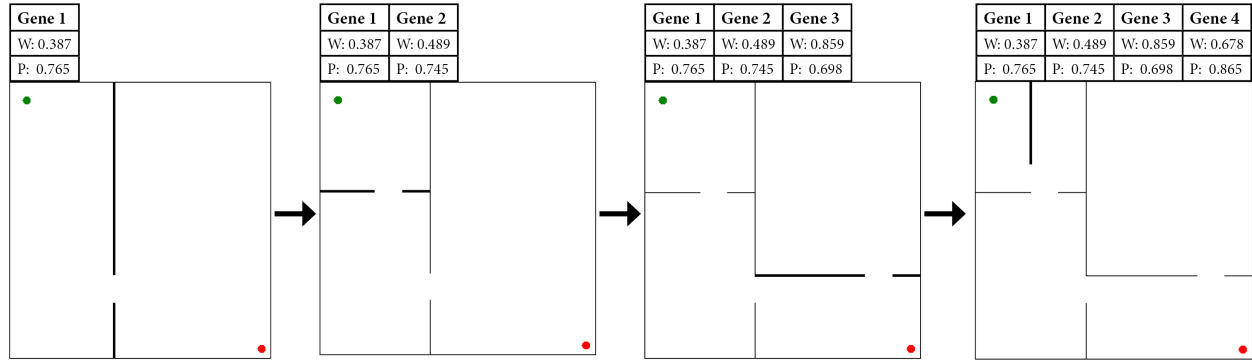 Gene 1
W: 0.387
P: 0.765
Gene 1 Gene 2
W: 0.387 W: 0.489
P: 0.765 P: 0.745
Gene 1 Gene 2 Gene 3
W: 0.387 W: 0.489 W: 0.859
P: 0.765 P: 0.745 P: 0.698
Gene 1 Gene 2 Gene 3 Gene 4
W: 0.387 W: 0.489 W: 0.859 W: 0.678
P: 0.765 P: 0.745 P: 0.698 P: 0.865